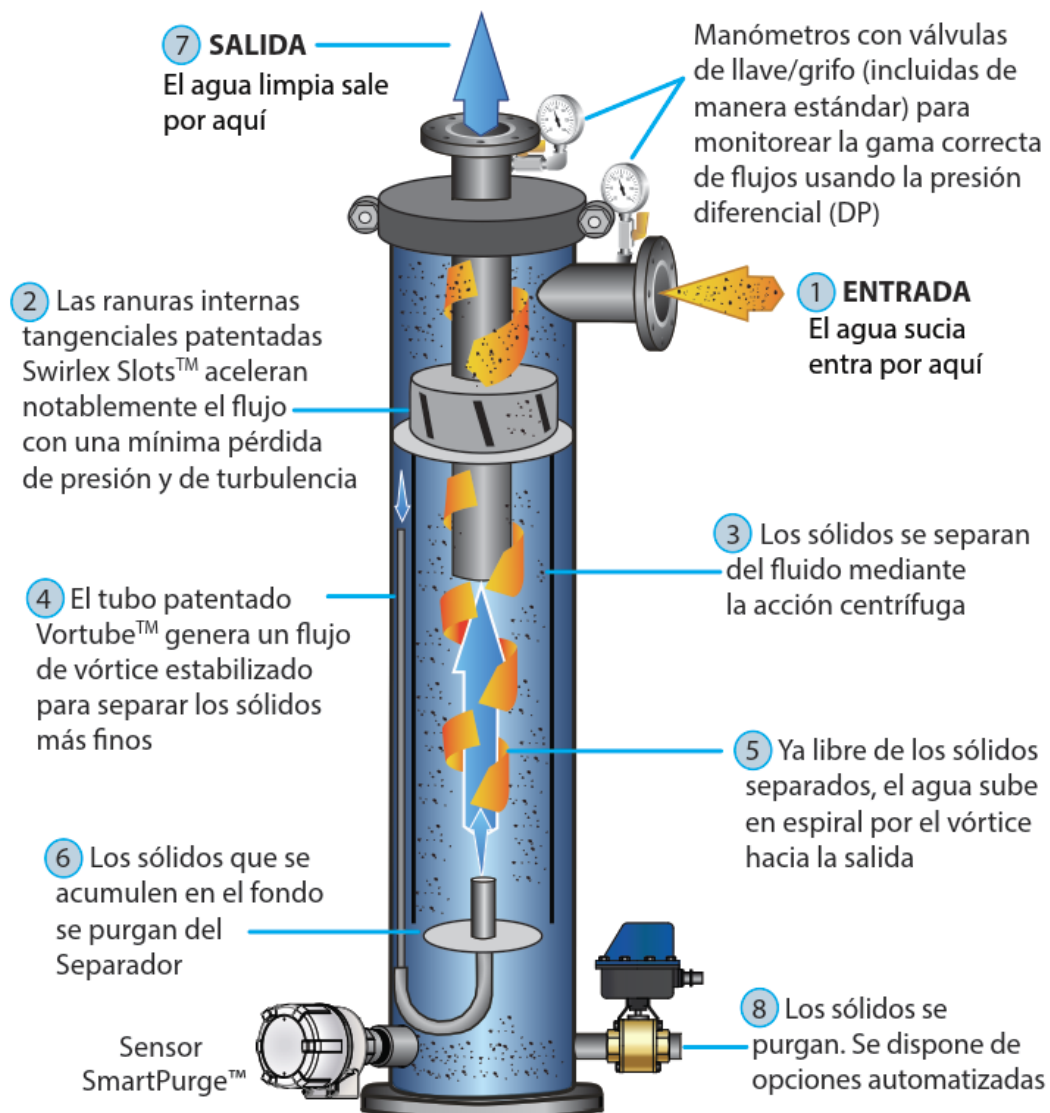 7 SALIDA
El agua limpia sale
por aquí
Manómetros con válvulas
de llave/grifo (incluidas de
manera estándar) para
monitorear la gama correcta
de flujos usando la presión
diferencial (DP)
1 ENTRADA
El agua sucia
entra por aquí
2 Las ranuras internas
tangenciales patentadas
Swirlex Slots™ aceleran
notablemente el flujo
con una mínima pérdida
de presión y de turbulencia
3 Los sólidos se separan
del fluido mediante
la acción centrífuga
4 El tubo patentado
Vortube™ genera un flujo
de vórtice estabilizado
para separar los sólidos
más finos
5 Ya libre de los sólidos
separados, el agua sube
en espiral por el vórtice
hacia la salida
6 Los sólidos que se
acumulen en el fondo
se purgan del
Separador
Sensor
SmartPurge™
8 Los sólidos se
purgan. Se dispone de
opciones automatizadas